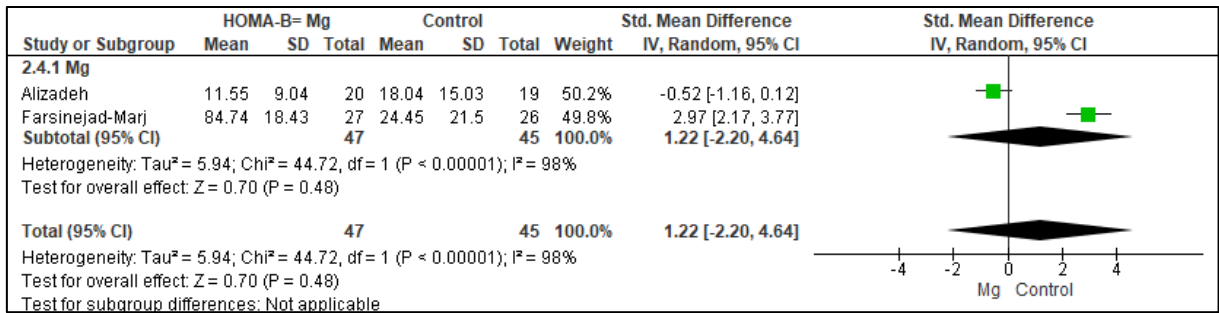 HOMA-B= Mg Control Std. Mean Difference Std. Mean Difference
Study or Subgroup Mean SD Total Mean SD Total Weight IV, Random, 95% CI IV, Random, 95% CI
2.4.1 Mg
Alizadeh 11.55 9.04 20 18.04 15.03 19 50.2% -0.52 [-1.16, 0.12]
Farsinejad-Marj 84.74 18.43 27 24.45 21.5 26 49.8% 2.97 [2.17, 3.77]
Subtotal (95% CI) 47 45 100.0% 1.22 [-2.20, 4.64]
Heterogeneity: Tau² = 5.94; Chi² = 44.72, df = 1 (P < 0.00001); I² = 98%
Test for overall effect: Z = 0.70 (P = 0.48)
Total (95% CI) 47 45 100.0% 1.22 [-2.20, 4.64]
Heterogeneity: Tau² = 5.94; Chi² = 44.72, df = 1 (P < 0.00001); I² = 98%
Test for overall effect: Z = 0.70 (P = 0.48)
Test for subgroup differences: Not applicable
-4 -2 0 2 4
Mg Control